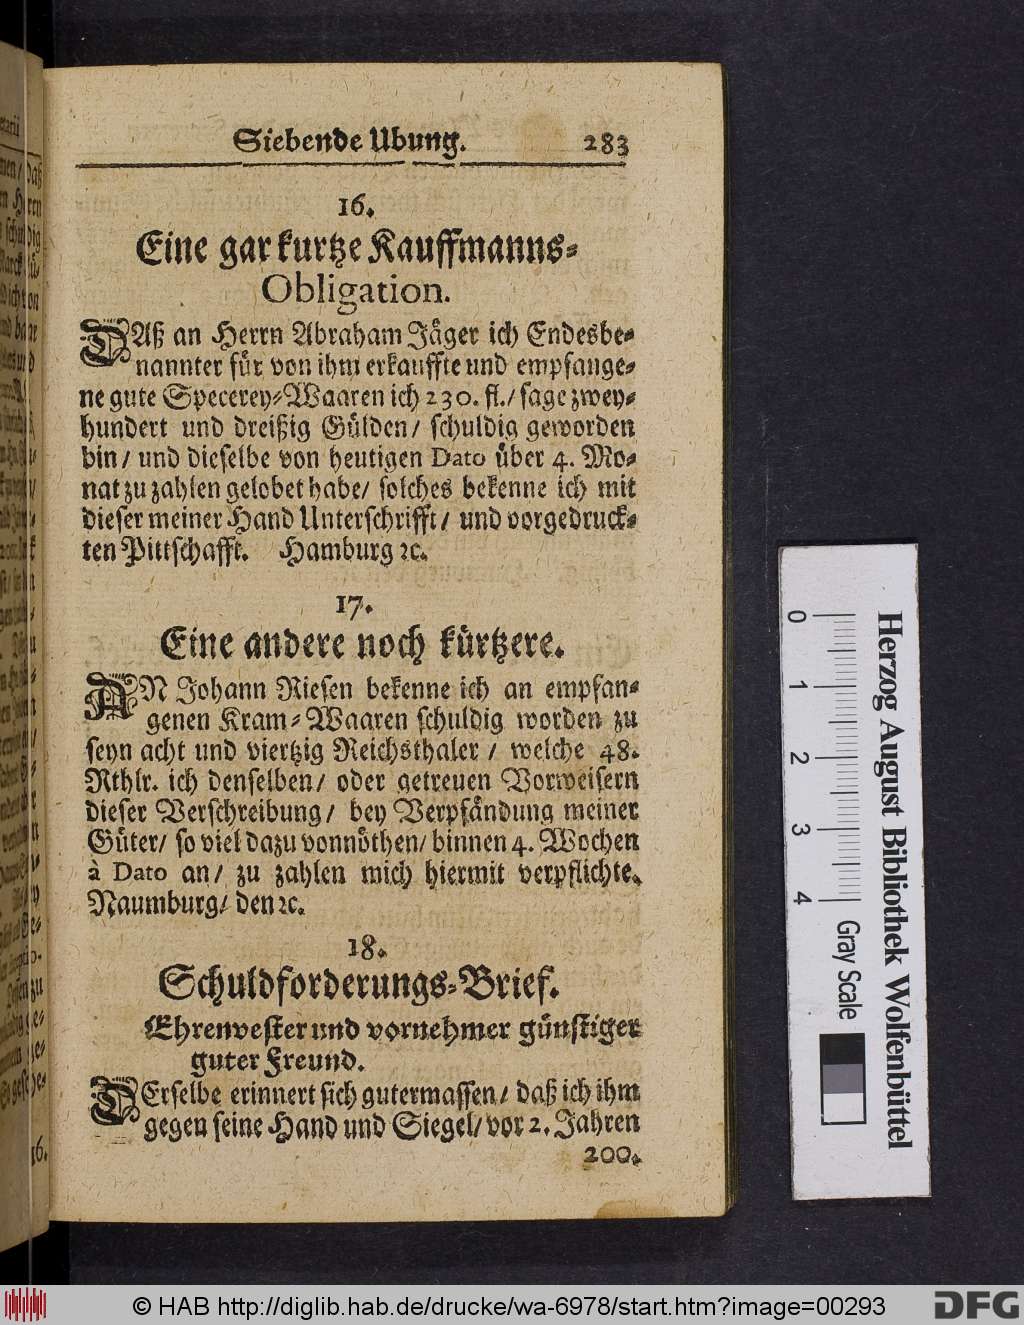 Siebende Ubung. 283
16.
Eine gar kurtze Kauffmanns-
Obligation.
DAß an Herrn Abraham Jäger ich Endesbe-
nannter für von ihm erkauffte und empfange-
ne gute Specerey-Waaren ich 230. fl./ sage zwey-
hundert und dreißig Gülden/ schuldig geworden
bin/ und dieselbe von heutigen Dato über 4. Mo-
nat zu zahlen gelobet habe/ solches bekenne ich mit
dieser meiner Hand Unterschrifft/ und vorgedruck-
ten Pittschafft. Hamburg ꝛc.
17.
Eine andere noch kürtzere.
AN Johann Riesen bekenne ich an empfan-
genen Kram-Waaren schuldig worden zu
seyn acht und viertzig Reichsthaler / welche 48.
Rthlr. ich denselben/ oder getreuen Vorweisern
dieser Verschreibung/ bey Verpfändung meiner
Güter/ so viel dazu vonnöthen/ binnen 4. Wochen
à Dato an/ zu zahlen mich hiermit verpflichte.
Naumburg/ den ꝛc.
18.
Schuldforderungs-Brief.
Ehrenvester und vornehmer günstiger
guter Freund.
DErselbe erinnert sich gutermassen/ daß ich ihm
gegen seine Hand und Siegel/ vor 2. Jahren
200.
16.
0 1 2 3 4
Herzog August Bibliothek Wolfenbüttel
Gray Scale
© HAB http://diglib.hab.de/drucke/wa-6978/start.htm?image=00293
DFG